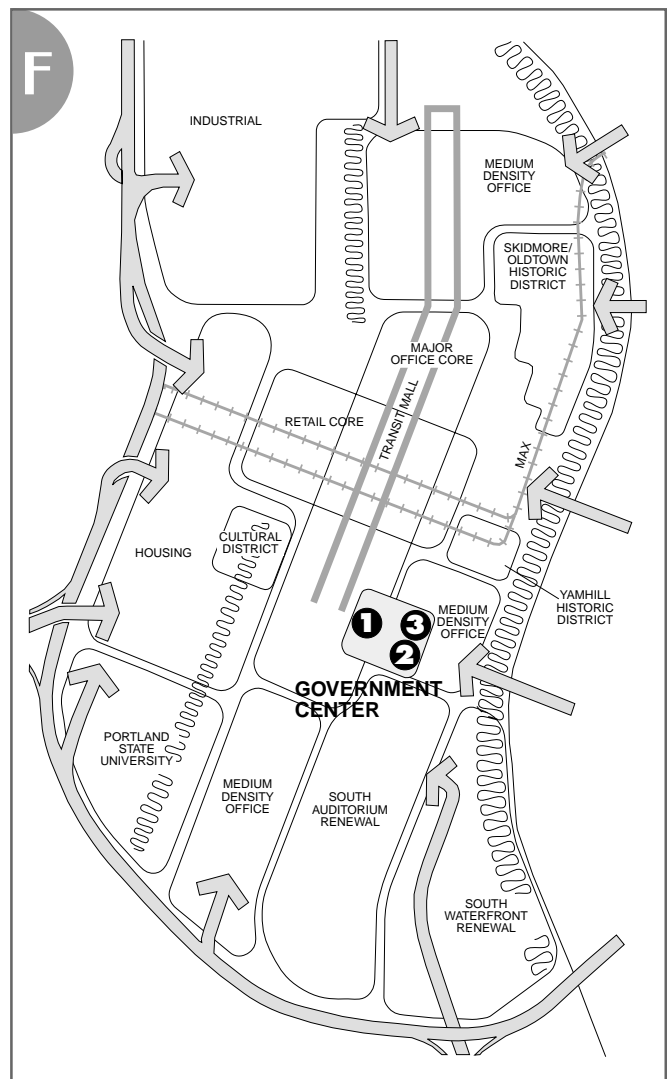 F
INDUSTRIAL
MEDIUM
DENSITY
OFFICE
SKIDMORE/
OLDTOWN
HISTORIC
DISTRICT
MAJOR
OFFICE CORE
TRANSIT MALL
RETAIL CORE
MAX
HOUSING
CULTURAL
DISTRICT
YAMHILL
HISTORIC
DISTRICT
1
3
2
MEDIUM
DENSITY
OFFICE
GOVERNMENT
CENTER
PORTLAND
STATE
UNIVERSITY
MEDIUM
DENSITY
OFFICE
SOUTH
AUDITORIUM
RENEWAL
SOUTH
WATERFRONT
RENEWAL